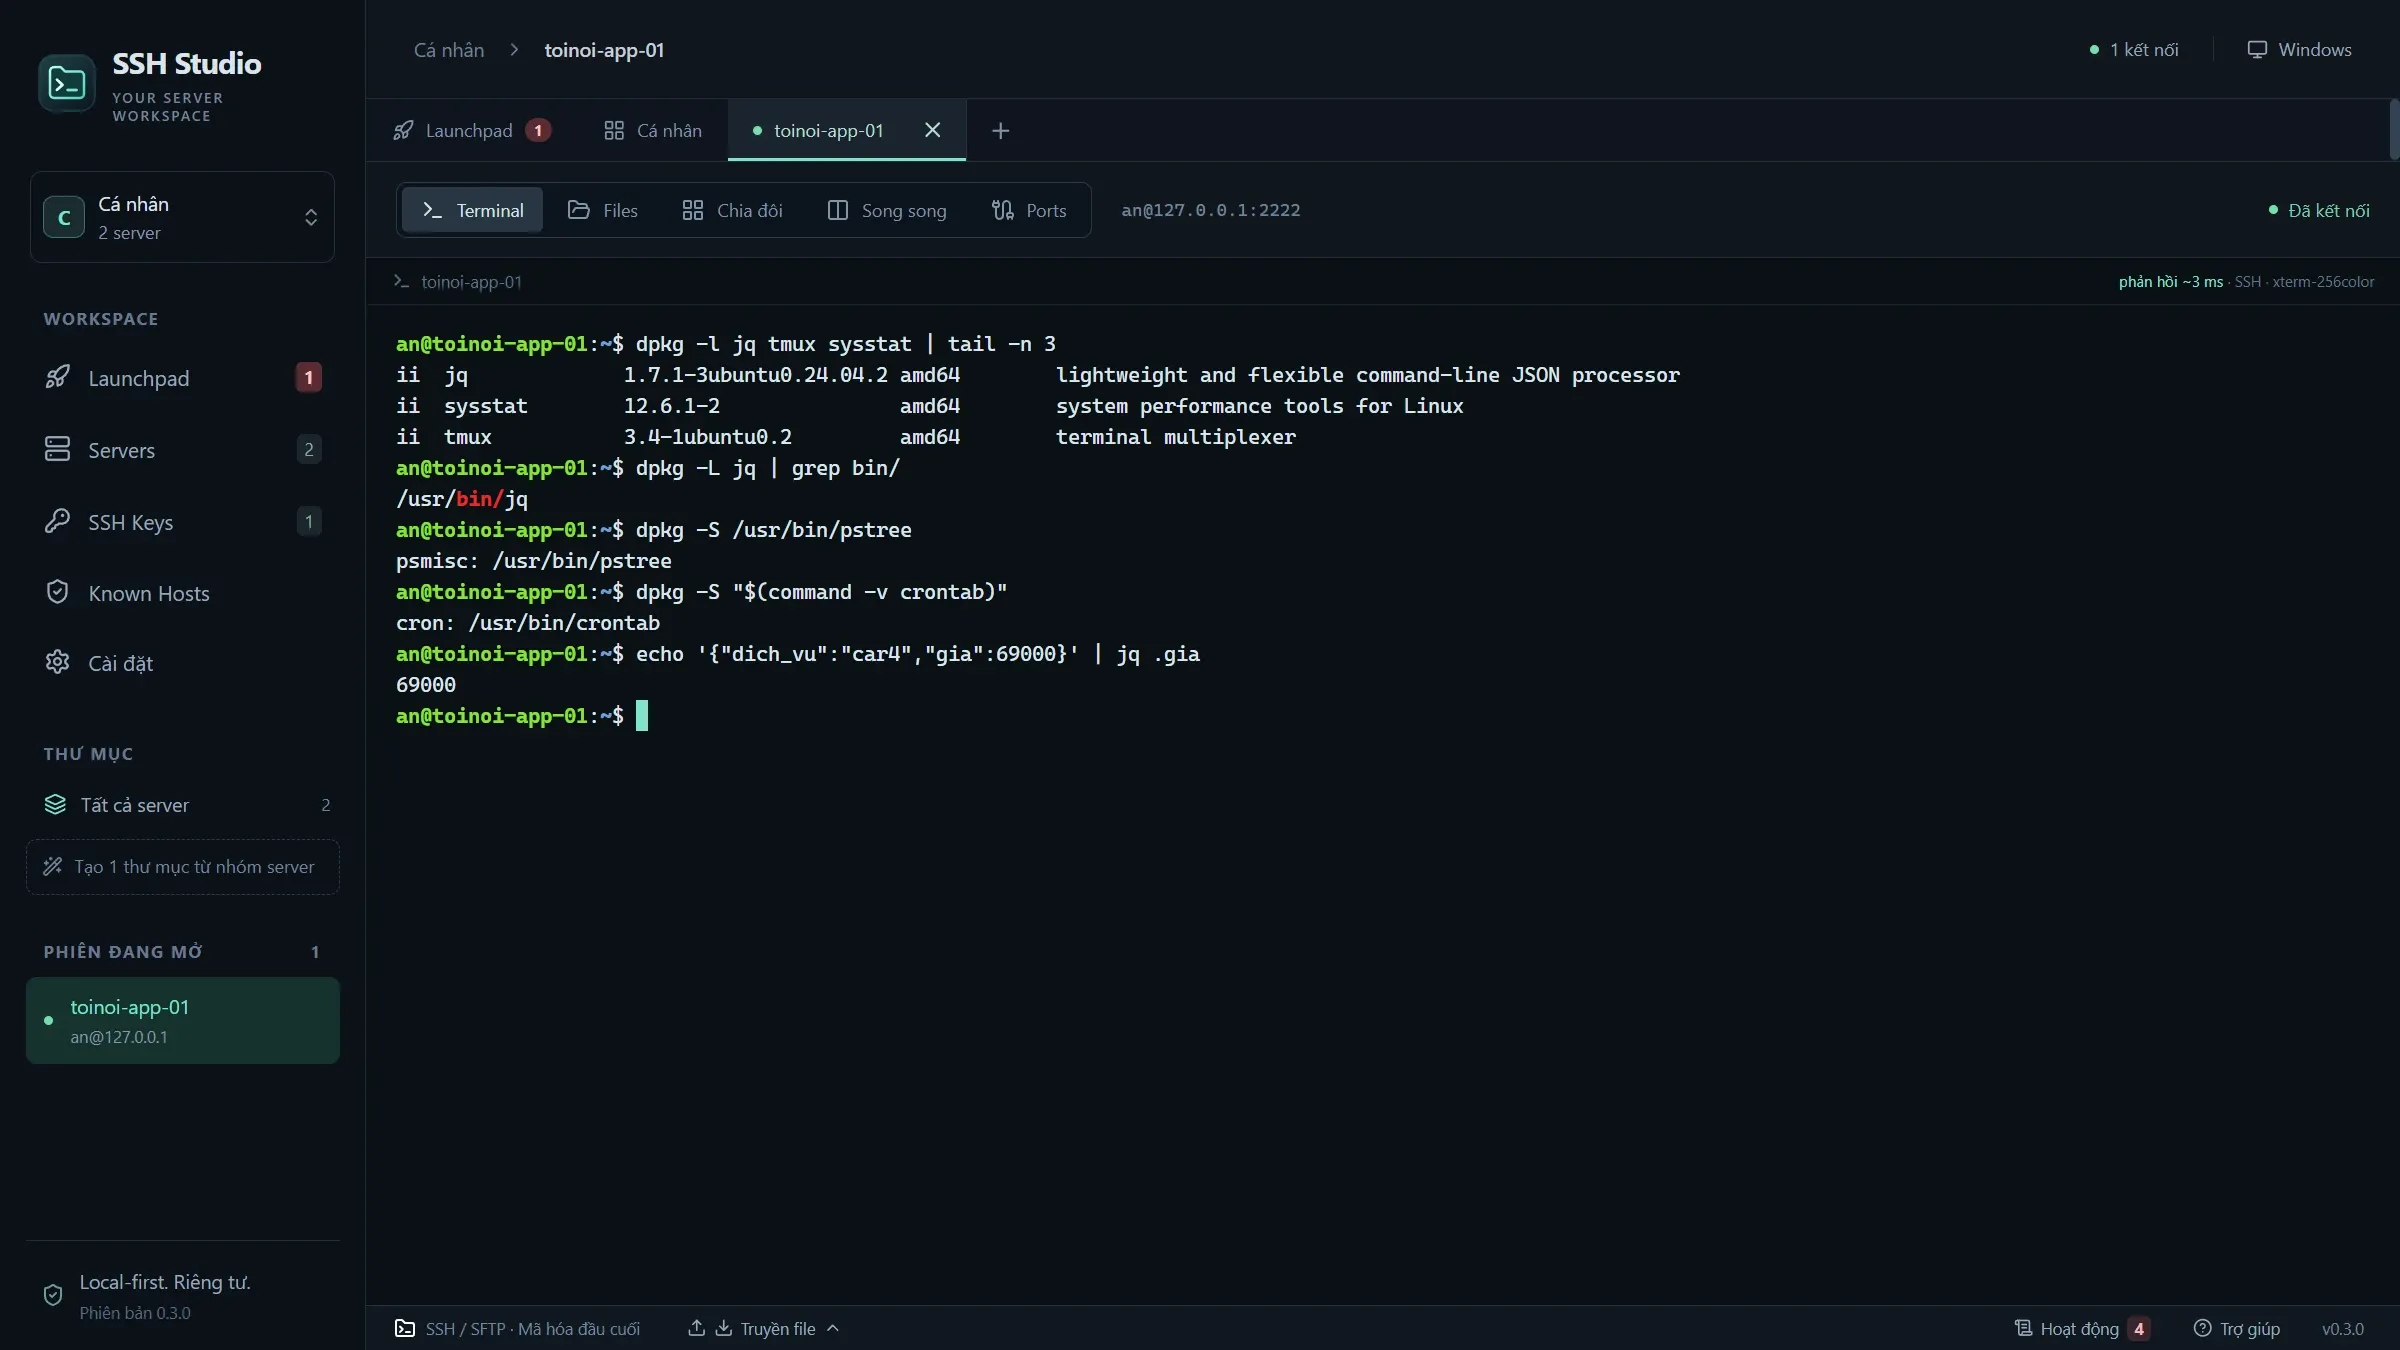 SSH Studio
YOUR SERVER
WORKSPACE
C
Cá nhân
2 server
WORKSPACE
Launchpad 1
Servers 2
SSH Keys 1
Known Hosts
Cài đặt
THƯ MỤC
Tất cả server 2
Tạo 1 thư mục từ nhóm server
PHIÊN ĐANG MỞ 1
toinoi-app-01
an@127.0.0.1
Local-first. Riêng tư.
Phiên bản 0.3.0
Cá nhân > toinoi-app-01
1 kết nối
Windows
Launchpad 1
Cá nhân
toinoi-app-01
Terminal
Files
Chia đôi
Song song
Ports
an@127.0.0.1:2222
Đã kết nối
toinoi-app-01
phản hồi ~3 ms · SSH · xterm-256color
an@toinoi-app-01:~$ dpkg -l jq tmux sysstat | tail -n 3
ii  jq             1.7.1-3ubuntu0.24.04.2 amd64        lightweight and flexible command-line JSON processor
ii  sysstat        12.6.1-2               amd64        system performance tools for Linux
ii  tmux           3.4-1ubuntu0.2         amd64        terminal multiplexer
an@toinoi-app-01:~$ dpkg -L jq | grep bin/
/usr/bin/jq
an@toinoi-app-01:~$ dpkg -S /usr/bin/pstree
psmisc: /usr/bin/pstree
an@toinoi-app-01:~$ dpkg -S "$(command -v crontab)"
cron: /usr/bin/crontab
an@toinoi-app-01:~$ echo '{"dich_vu":"car4","gia":69000}' | jq .gia
69000
an@toinoi-app-01:~$
SSH / SFTP · Mã hóa đầu cuối
Truyền file
Hoạt động 4
Trợ giúp
v0.3.0